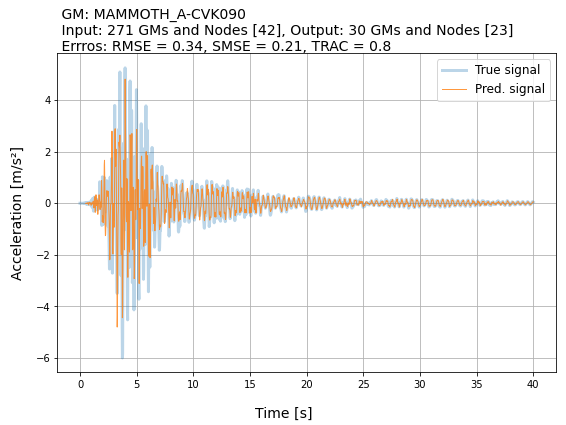 GM: MAMMOTH_A-CVK090
Input: 271 GMs and Nodes [42], Output: 30 GMs and Nodes [23]
Errros: RMSE = 0.34, SMSE = 0.21, TRAC = 0.8
True signal
Pred. signal
4
2
0
−2
−4
−6
Acceleration [m/s²]
0 5 10 15 20 25 30 35 40
Time [s]